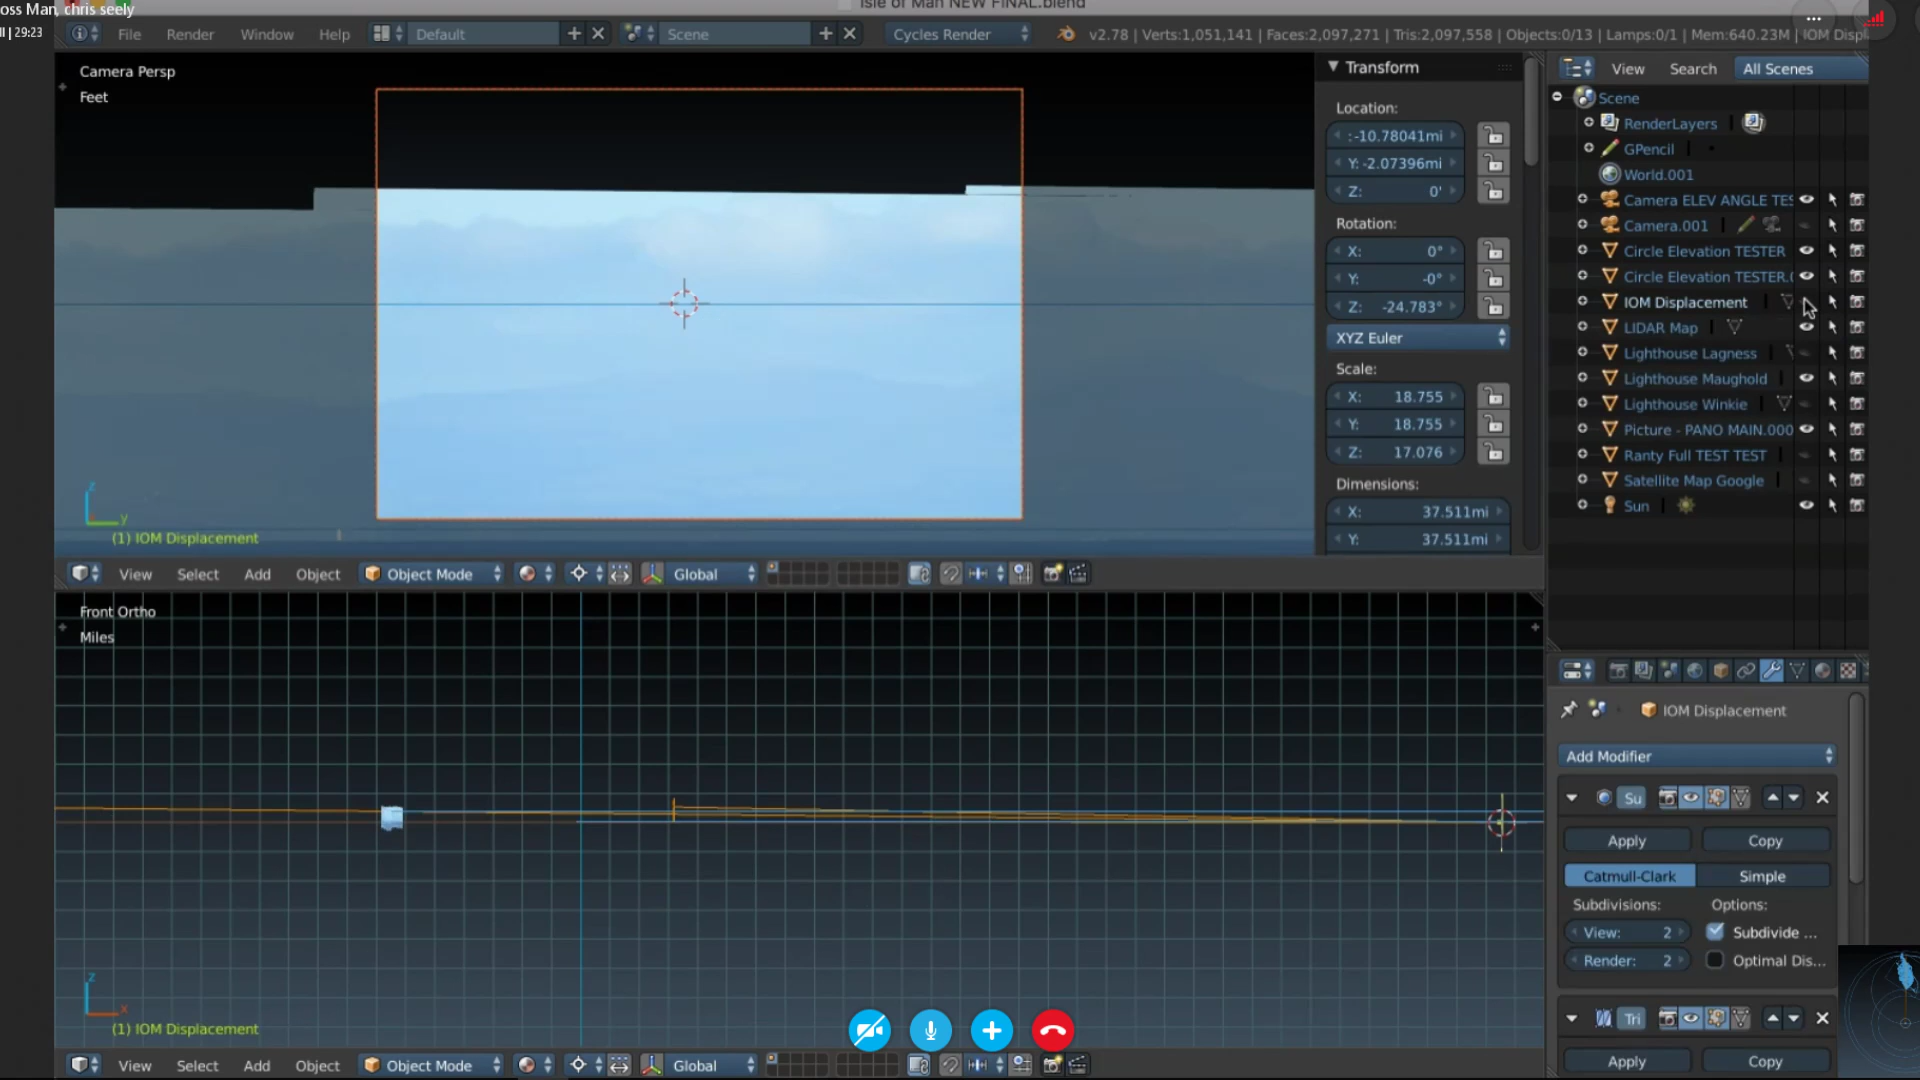 oss Man, chris seely
Isle of Man NEW FINAL.blend
| 29:23
File Render Window Help Default Scene Cycles Render v2.78 | Verts:1,051,141 | Faces:2,097,271 | Tris:2,097,558 | Objects:0/13 | Lamps:0/1 | Mem:640.23M | IOM Displ
Camera Persp
Feet
Transform
Location:
:-10.78041mi
Y: -2.07396mi
Z: 0'
Rotation:
X: 0°
Y: -0°
Z: -24.783°
XYZ Euler
Scale:
X: 18.755
Y: 18.755
Z: 17.076
Dimensions:
X: 37.511mi
Y: 37.511mi
View Search All Scenes
Scene
RenderLayers
GPencil
World.001
Camera ELEV ANGLE TES
Camera.001
Circle Elevation TESTER
Circle Elevation TESTER.
IOM Displacement
LIDAR Map
Lighthouse Lagness
Lighthouse Maughold
Lighthouse Winkie
Picture - PANO MAIN.000
Ranty Full TEST TEST
Satellite Map Google
Sun
z
y
(1) IOM Displacement
View Select Add Object Object Mode Global
Front Ortho
Miles
z
x
(1) IOM Displacement
View Select Add Object Object Mode Global
IOM Displacement
Add Modifier
Su
Apply Copy
Catmull-Clark Simple
Subdivisions: Options:
View: 2 Subdivide ...
Render: 2 Optimal Dis...
Tri
Apply Copy